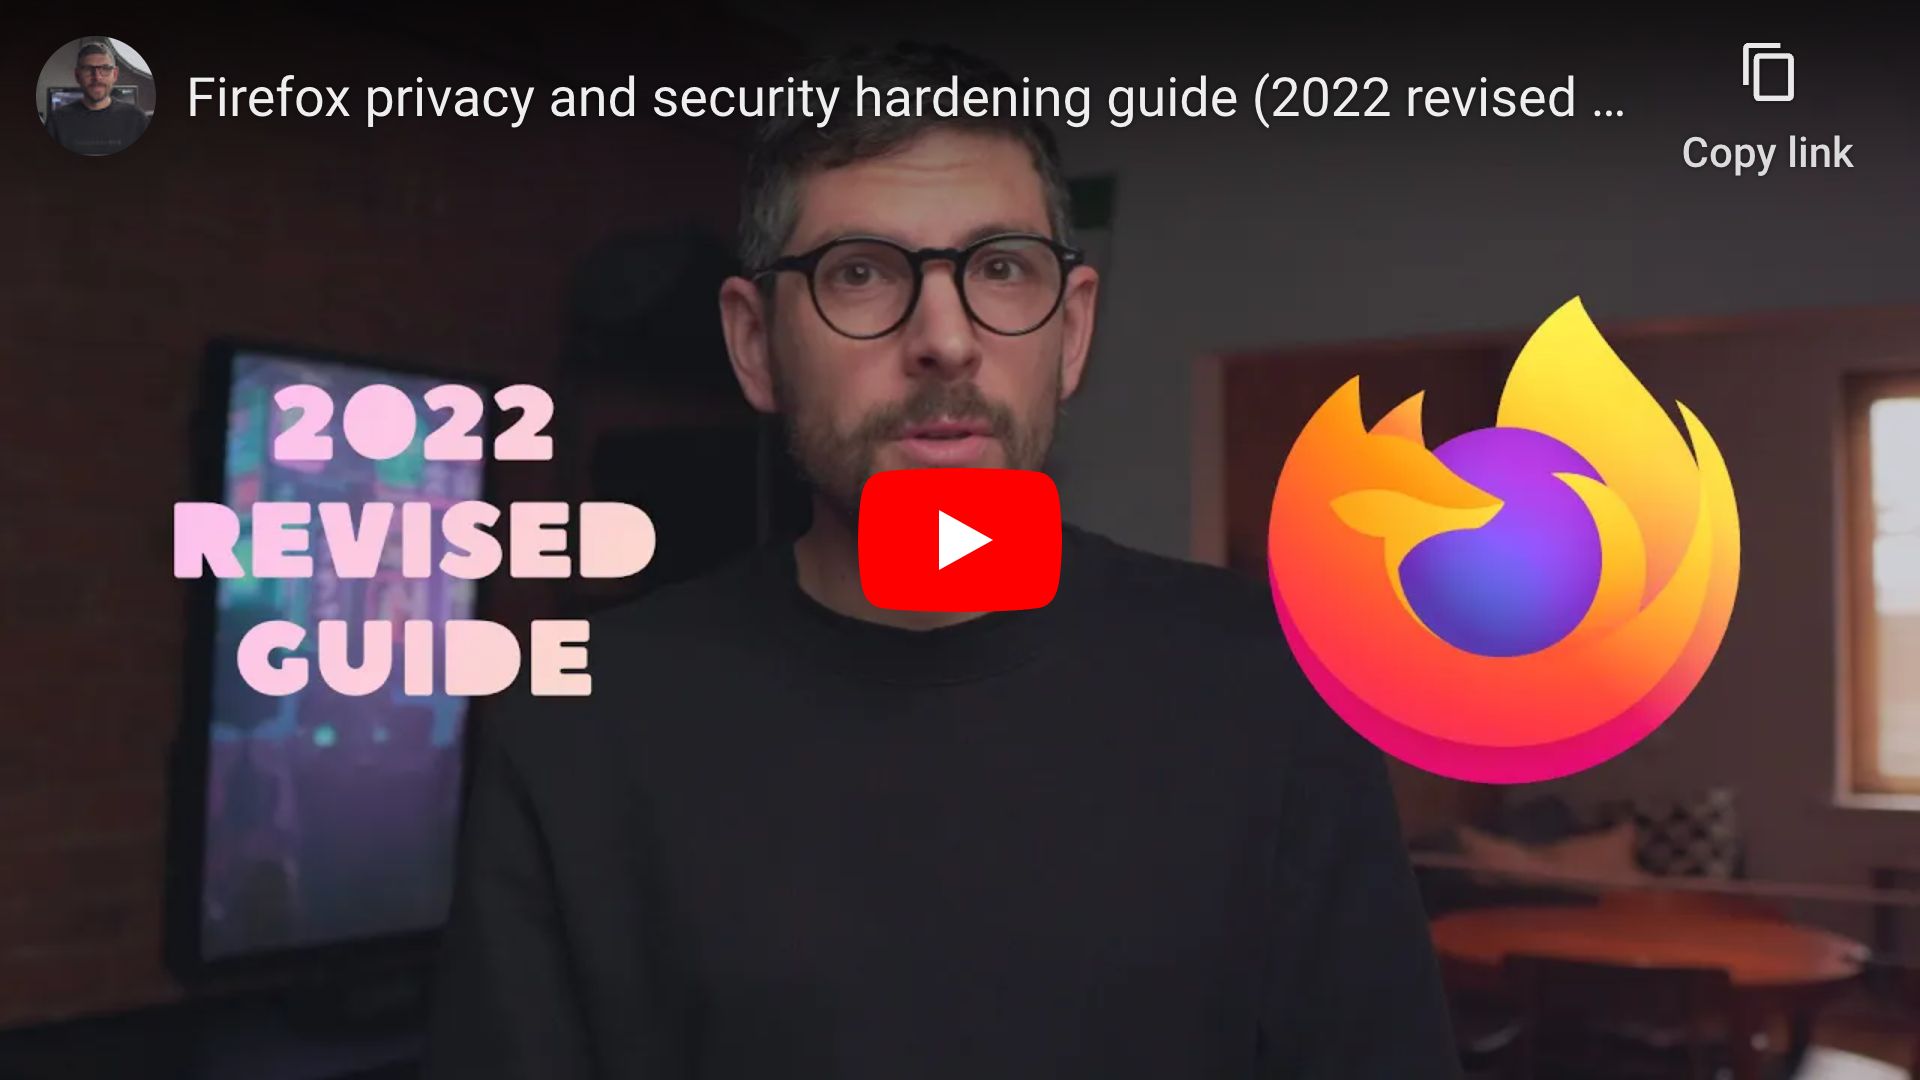 Firefox privacy and security hardening guide (2022 revised …
Copy link
2022
REVISED
GUIDE